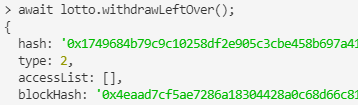 > await lotto.withdrawLeftOver();
{
hash: '0x1749684b79c9c10258df2e905c3cbe458b697a41
type: 2,
accessList: [],
blockHash: '0x4eaad7cf5ae7286a18304428a0c68d66c81